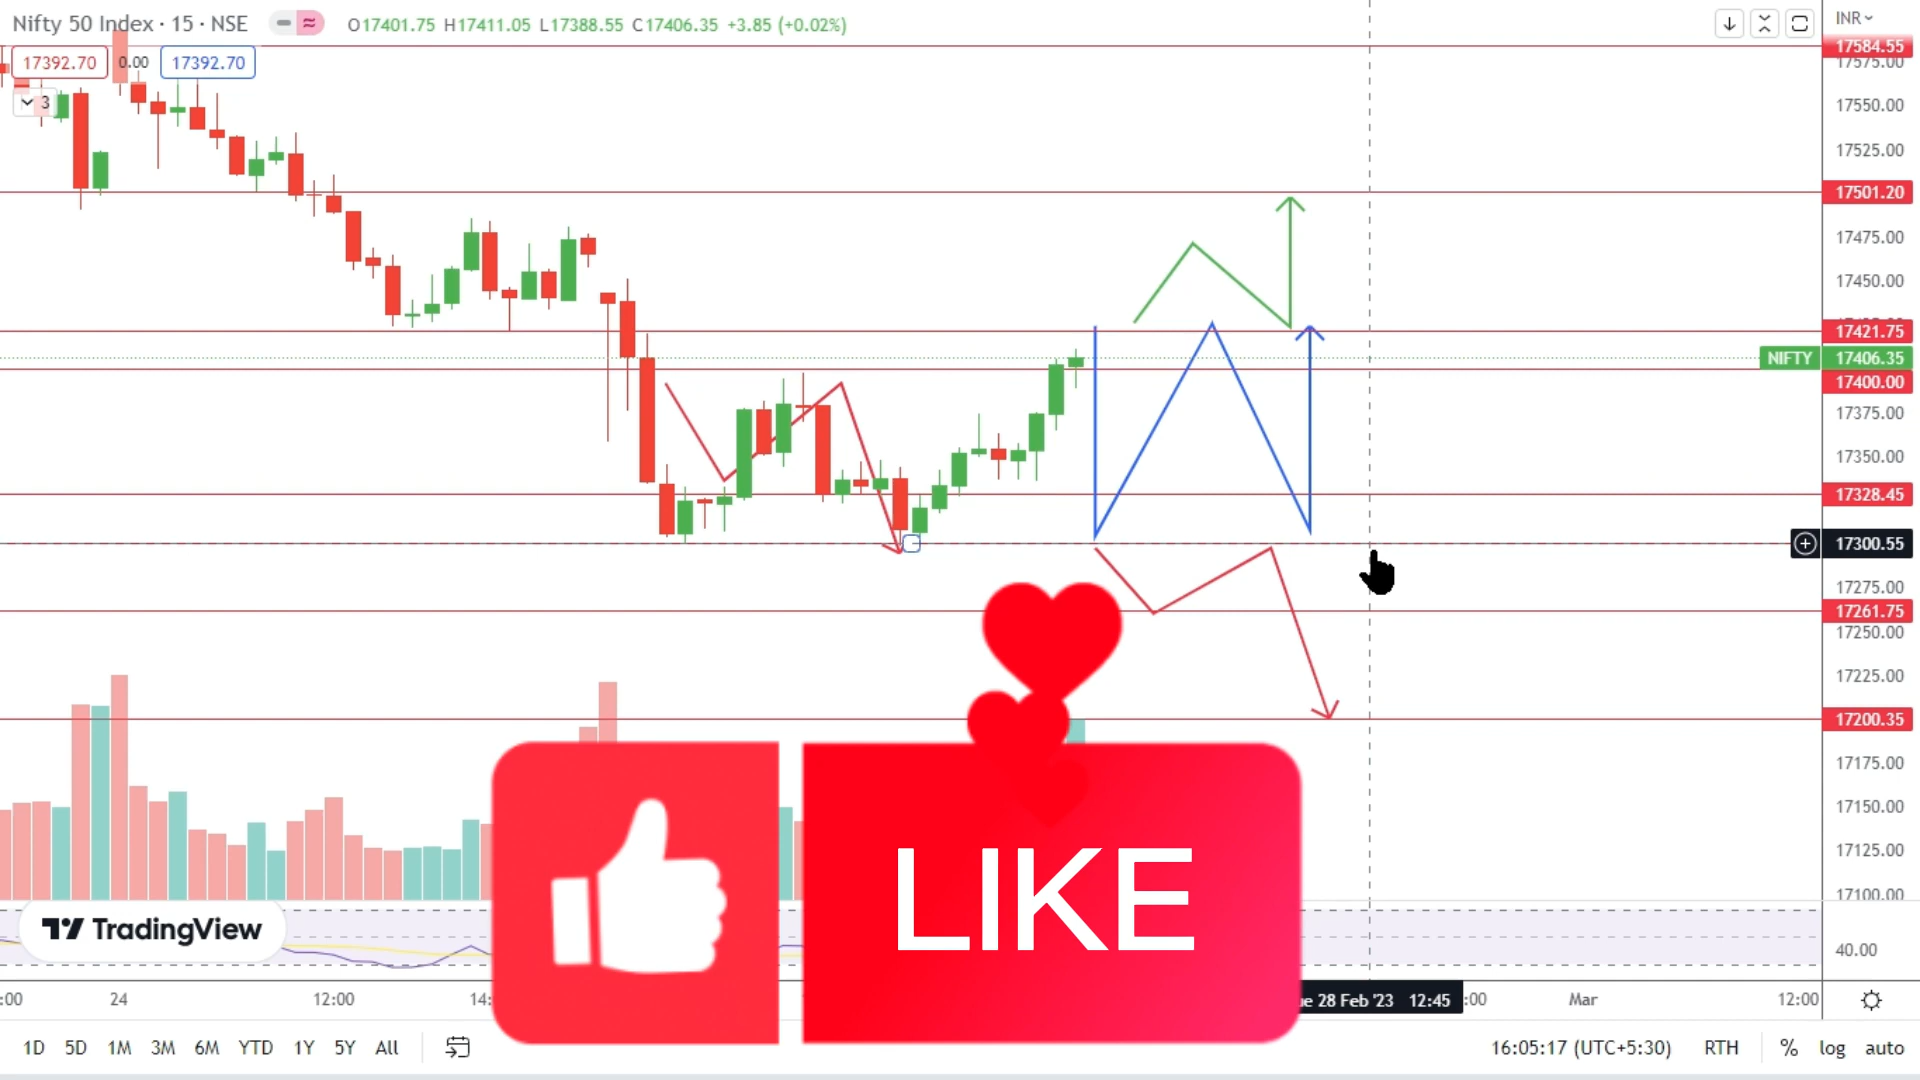 Nifty 50 Index · 15 · NSE
O17401.75 H17411.05 L17388.55 C17406.35 +3.85 (+0.02%)
INR
17392.70 0.00 17392.70
3
17584.55
17575.00
17550.00
17525.00
17501.20
17475.00
17450.00
17421.75
NIFTY 17406.35
17400.00
17375.00
17350.00
17328.45
17300.55
17275.00
17261.75
17250.00
17225.00
17200.35
17175.00
17150.00
17125.00
17100.00
LIKE
TradingView
40.00
:00 24 12:00 14: 28 Feb '23 12:45 :00 Mar 12:00
1D 5D 1M 3M 6M YTD 1Y 5Y All
16:05:17 (UTC+5:30) RTH % log auto